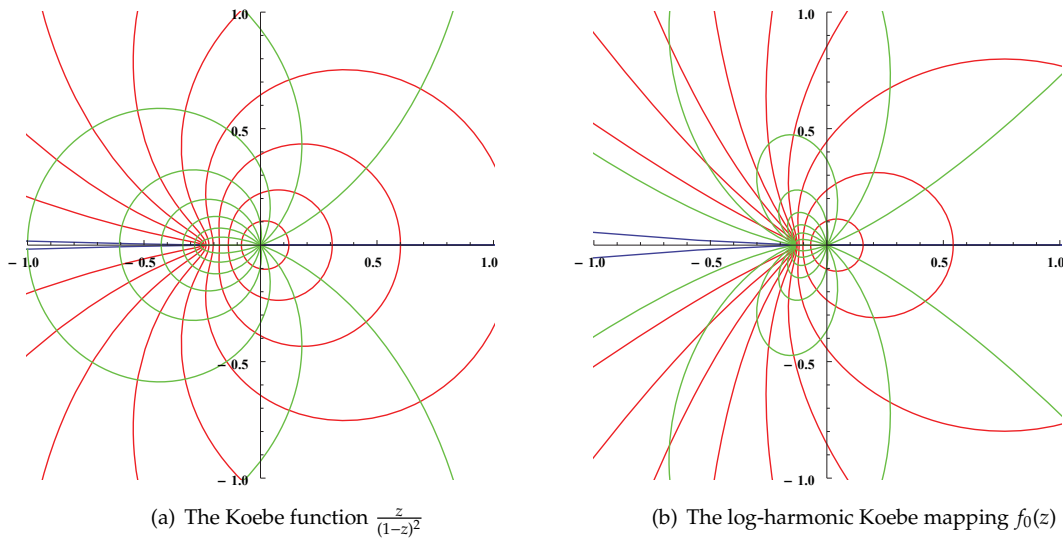 1.0 1.0
0.5 0.5
− 1.0 − 0.5 0.5 1.0 − 1.0 − 0.5 0.5 1.0
− 0.5 − 0.5
− 1.0 − 1.0
(a) The Koebe function $\frac{z}{(1-z)^2}$ (b) The log-harmonic Koebe mapping $f_0(z)$